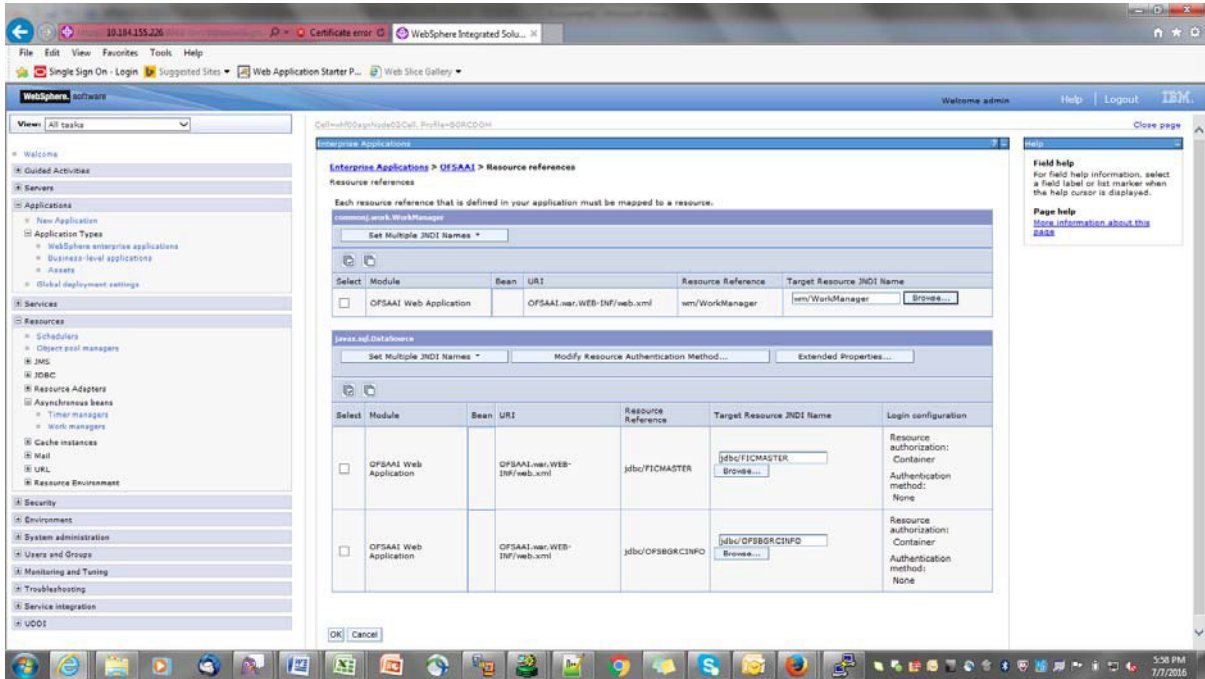 10.184.155.226
Certificate error
WebSphere Integrated Solu...
File Edit View Favorites Tools Help
Single Sign On - Login Suggested Sites Web Application Starter P... Web Slice Gallery
WebSphere. software
Welcome admin
Help Logout IBM.
View: All tasks
Welcome
Guided Activities
Servers
Applications
New Application
Application Types
WebSphere enterprise applications
Business-level applications
Assets
Global deployment settings
Services
Resources
Schedulers
Object pool managers
JMS
JDBC
Resource Adapters
Asynchronous beans
Timer managers
Work managers
Cache instances
Mail
URL
Resource Environment
Security
Environment
System administration
Users and Groups
Monitoring and Tuning
Troubleshooting
Service integration
UDDI
Close page
Enterprise Applications
Enterprise Applications > OFSAAI > Resource references
Resource references
Each resource reference that is defined in your application must be mapped to a resource.
commonj.work.WorkManager
Set Multiple JNDI Names
Select Module Bean URI Resource Reference Target Resource JNDI Name
OFSAAI Web Application OFSAAI.war,WEB-INF/web.xml wm/WorkManager wm/WorkManager Browse...
javax.sql.DataSource
Set Multiple JNDI Names Modify Resource Authentication Method... Extended Properties...
Select Module Bean URI Resource Reference Target Resource JNDI Name Login configuration
OFSAAI Web Application OFSAAI.war,WEB-INF/web.xml jdbc/FICMASTER jdbc/FICMASTER Browse...
Resource authorization:
Container
Authentication method:
None
OFSAAI Web Application OFSAAI.war,WEB-INF/web.xml jdbc/OFSBGRCINFO jdbc/OFSBGRCINFO Browse...
Resource authorization:
Container
Authentication method:
None
OK Cancel
Help
Field help
For field help information, select
a field label or list marker when
the help cursor is displayed.
Page help
More information about this
page
5:58 PM
7/7/2016